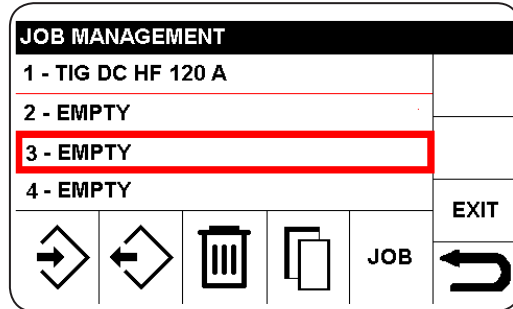 JOB MANAGEMENT
1 - TIG DC HF 120 A
2 - EMPTY
3 - EMPTY
4 - EMPTY
EXIT
JOB